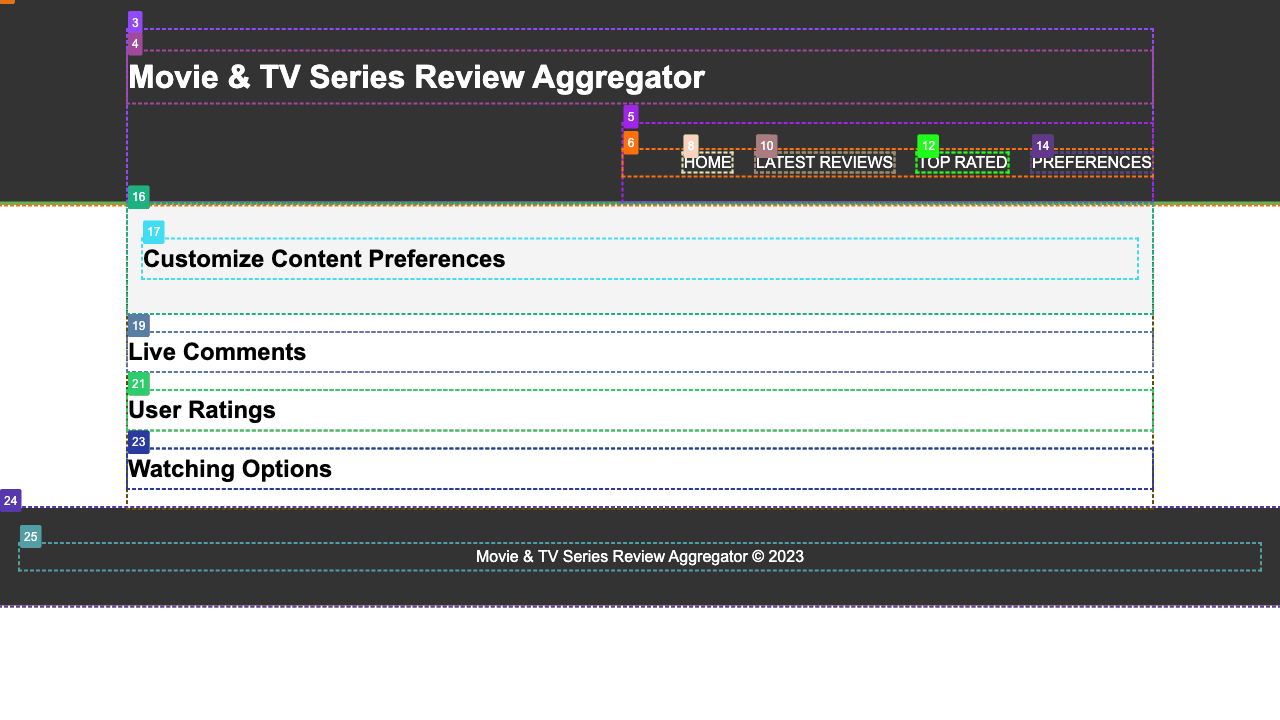 3
4
Movie & TV Series Review Aggregator
5
6
8
10
12
14
HOME
LATEST REVIEWS
TOP RATED
PREFERENCES
16
17
Customize Content Preferences
19
Live Comments
21
User Ratings
23
Watching Options
24
25
Movie & TV Series Review Aggregator © 2023